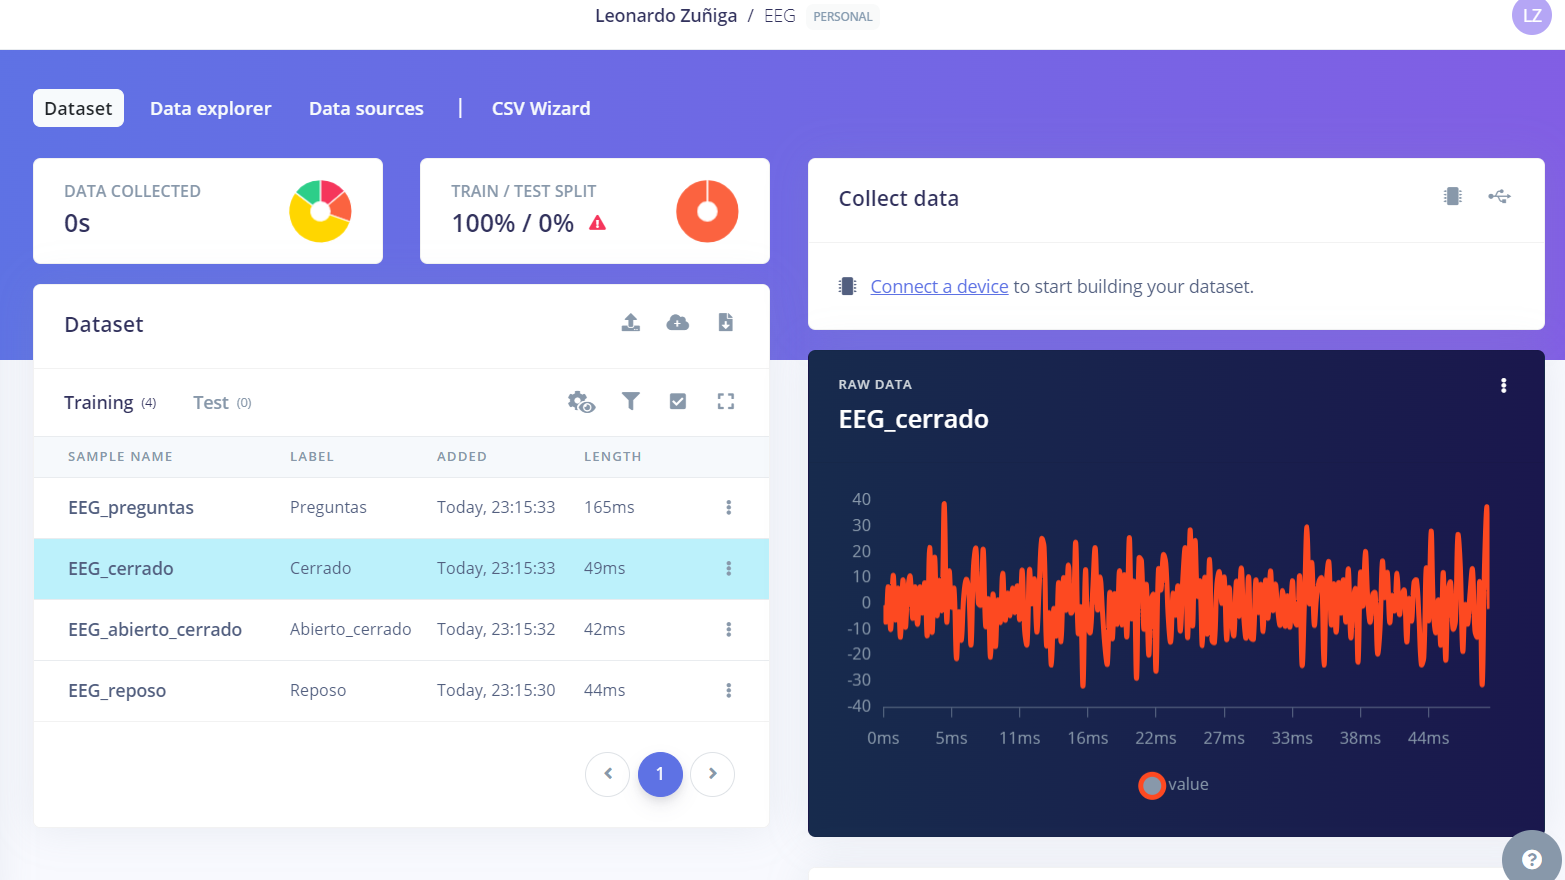 Leonardo Zuñiga / EEG PERSONAL
LZ
Dataset Data explorer Data sources | CSV Wizard
DATA COLLECTED
0s
TRAIN / TEST SPLIT
100% / 0%
Collect data
Connect a device to start building your dataset.
Dataset
Training (4) Test (0)
SAMPLE NAME LABEL ADDED LENGTH
EEG_preguntas Preguntas Today, 23:15:33 165ms
EEG_cerrado Cerrado Today, 23:15:33 49ms
EEG_abierto_cerrado Abierto_cerrado Today, 23:15:32 42ms
EEG_reposo Reposo Today, 23:15:30 44ms
1
RAW DATA
EEG_cerrado
40
30
20
10
0
-10
-20
-30
-40
0ms 5ms 11ms 16ms 22ms 27ms 33ms 38ms 44ms
value
?